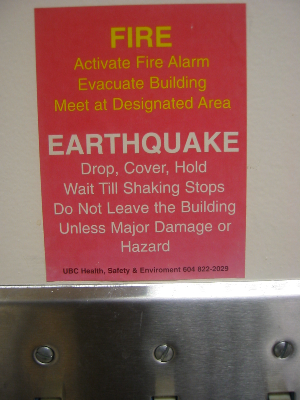 FIRE
Activate Fire Alarm
Evacuate Building
Meet at Designated Area
EARTHQUAKE
Drop, Cover, Hold
Wait Till Shaking Stops
Do Not Leave the Building
Unless Major Damage or
Hazard
UBC Health, Safety & Enviroment 604 822-2029